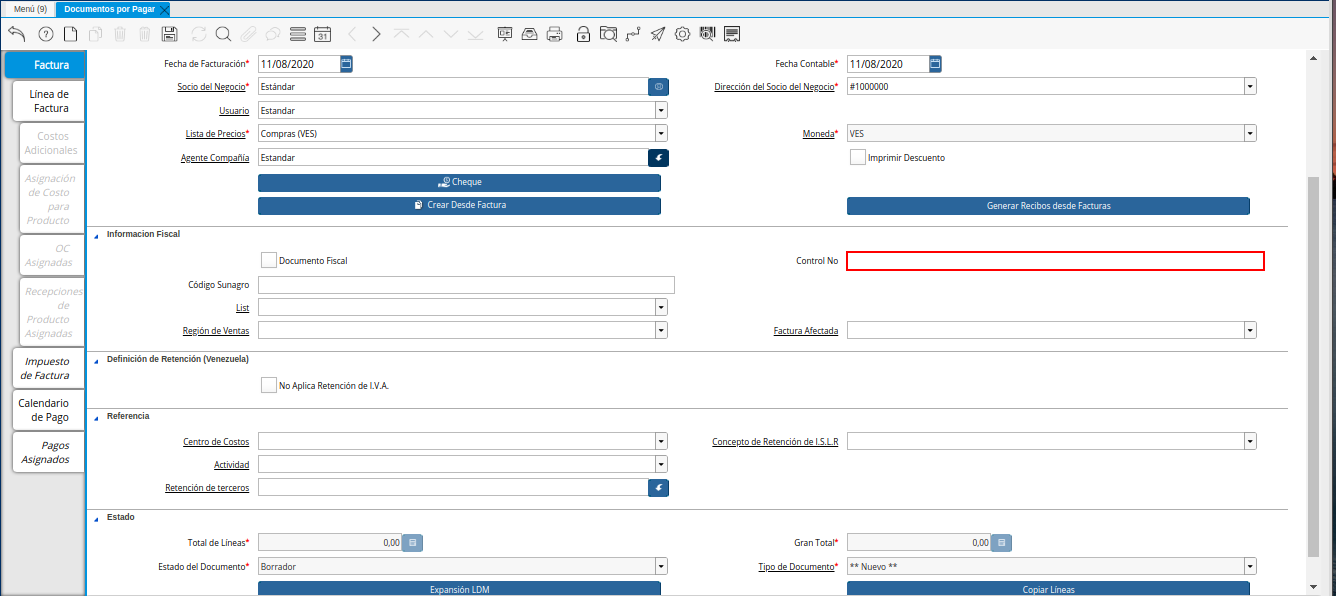 Menú (9)
Documentos por Pagar
31
Factura
Línea de
Factura
Costos
Adicionales
Asignación
de Costo
para
Producto
OC
Asignadas
Recepciones
de
Producto
Asignadas
Impuesto
de Factura
Calendario
de Pago
Pagos
Asignados
Fecha de Facturación* 11/08/2020 Fecha Contable* 11/08/2020
Socio del Negocio* Estándar Dirección del Socio del Negocio* #1000000
Usuario Estandar
Lista de Precios* Compras (VES) Moneda* VES
Agente Compañía Estandar Imprimir Descuento
Cheque
Crear Desde Factura Generar Recibos desde Facturas
Informacion Fiscal
Documento Fiscal Control No
Código Sunagro
List
Región de Ventas Factura Afectada
Definición de Retención (Venezuela)
No Aplica Retención de I.V.A.
Referencia
Centro de Costos Concepto de Retención de I.S.L.R
Actividad
Retención de terceros
Estado
Total de Líneas* 0,00 Gran Total* 0,00
Estado del Documento* Borrador Tipo de Documento* ** Nuevo **
Expansión LDM Copiar Líneas